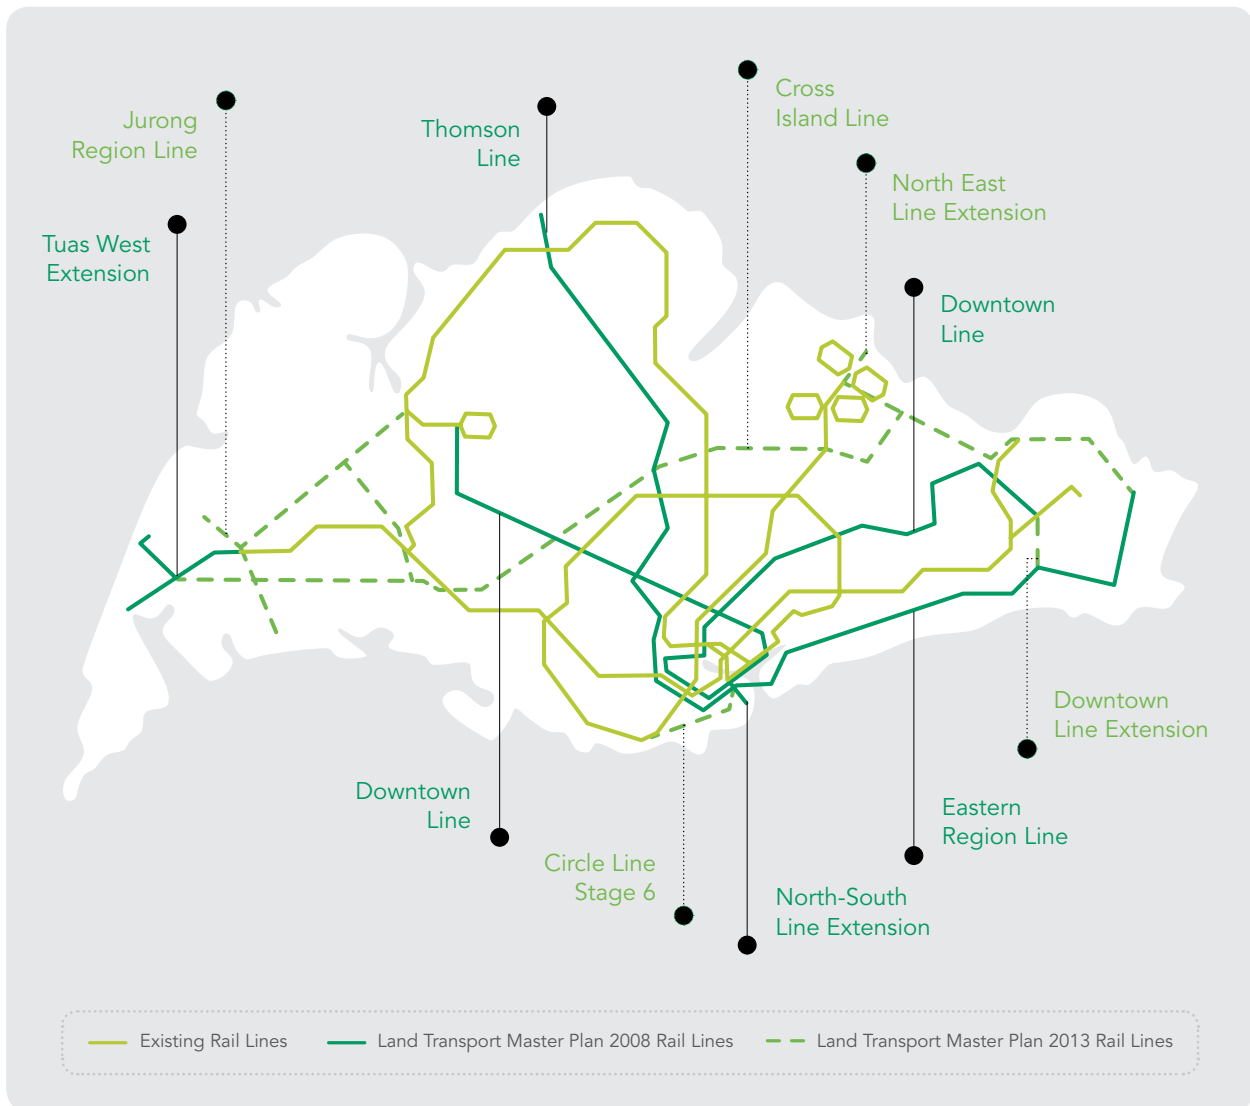 Cross
Island Line
Jurong
Region Line
Thomson
Line
North East
Line Extension
Tuas West
Extension
Downtown
Line
Downtown
Line Extension
Downtown
Line
Eastern
Region Line
Circle Line
Stage 6
North-South
Line Extension
Existing Rail Lines
Land Transport Master Plan 2008 Rail Lines
Land Transport Master Plan 2013 Rail Lines